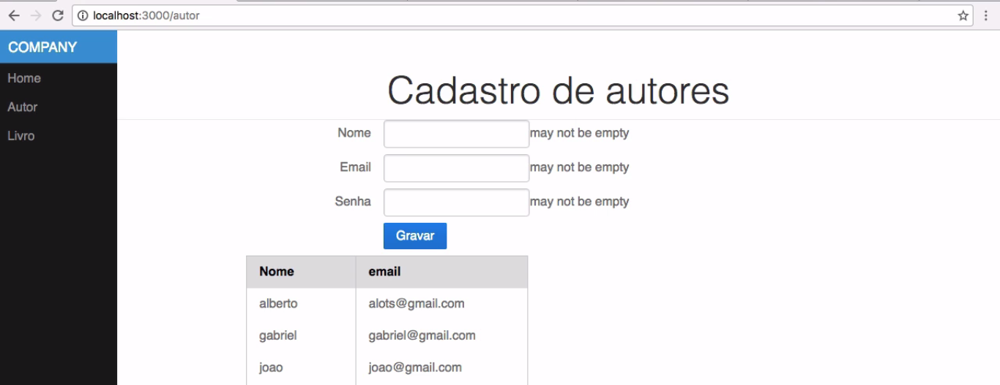 localhost:3000/autor
COMPANY
Home
Autor
Livro
Cadastro de autores
Nome may not be empty
Email may not be empty
Senha may not be empty
Gravar
Nome email
alberto alots@gmail.com
gabriel gabriel@gmail.com
joao joao@gmail.com